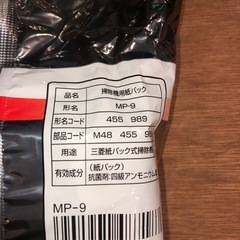 品名 掃除機用紙パック
形名 MP-9
形名コード 455 989
部品コード M48 455 98
用途 三菱紙パック式掃除
有効成分 (紙パック)
抗菌剤:四級アンモニウム
MP-9